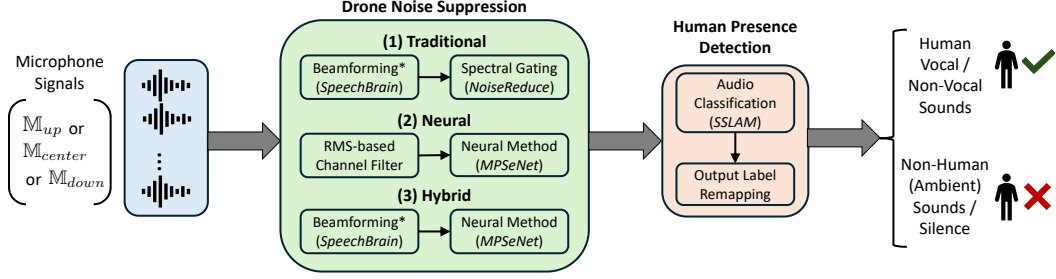 Microphone
Signals
𝕄up or
𝕄center
or 𝕄down
Drone Noise Suppression
(1) Traditional
Beamforming*
(SpeechBrain)
Spectral Gating
(NoiseReduce)
(2) Neural
RMS-based
Channel Filter
Neural Method
(MPSeNet)
(3) Hybrid
Beamforming*
(SpeechBrain)
Neural Method
(MPSeNet)
Human Presence
Detection
Audio
Classification
(SSLAM)
Output Label
Remapping
Human
Vocal /
Non-Vocal
Sounds
Non-Human
(Ambient)
Sounds /
Silence